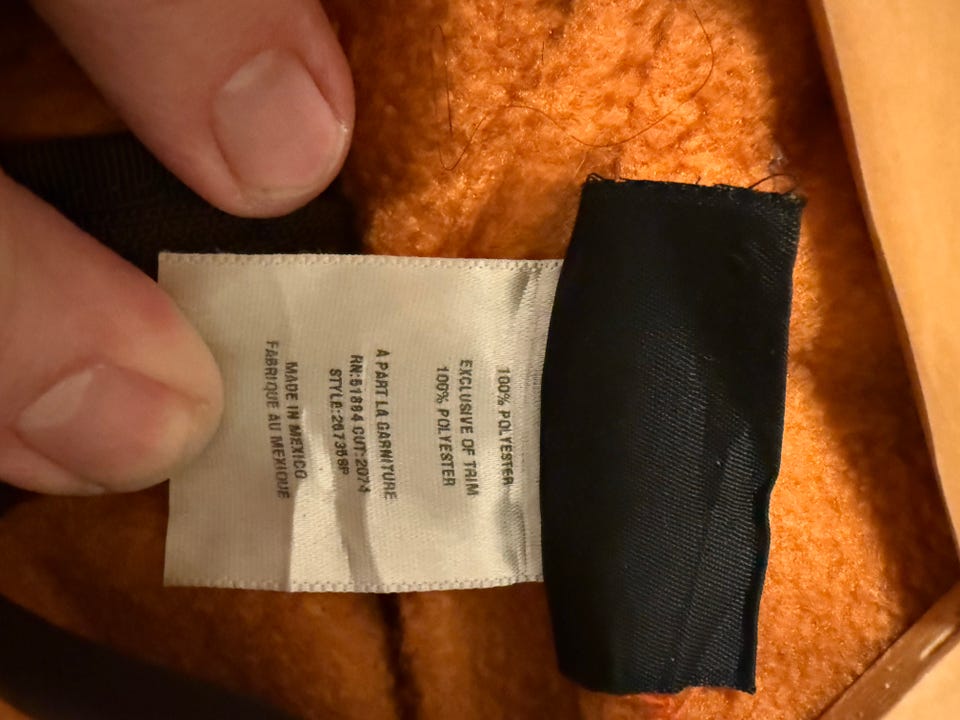 100% POLYESTER
EXCLUSIVE OF TRIM
100% POLYESTER
A PART LA GARNITURE
RN:51884 CUT:2074
STYLE:267356P
MADE IN MEXICO
FABRIQUE AU MEXIQUE